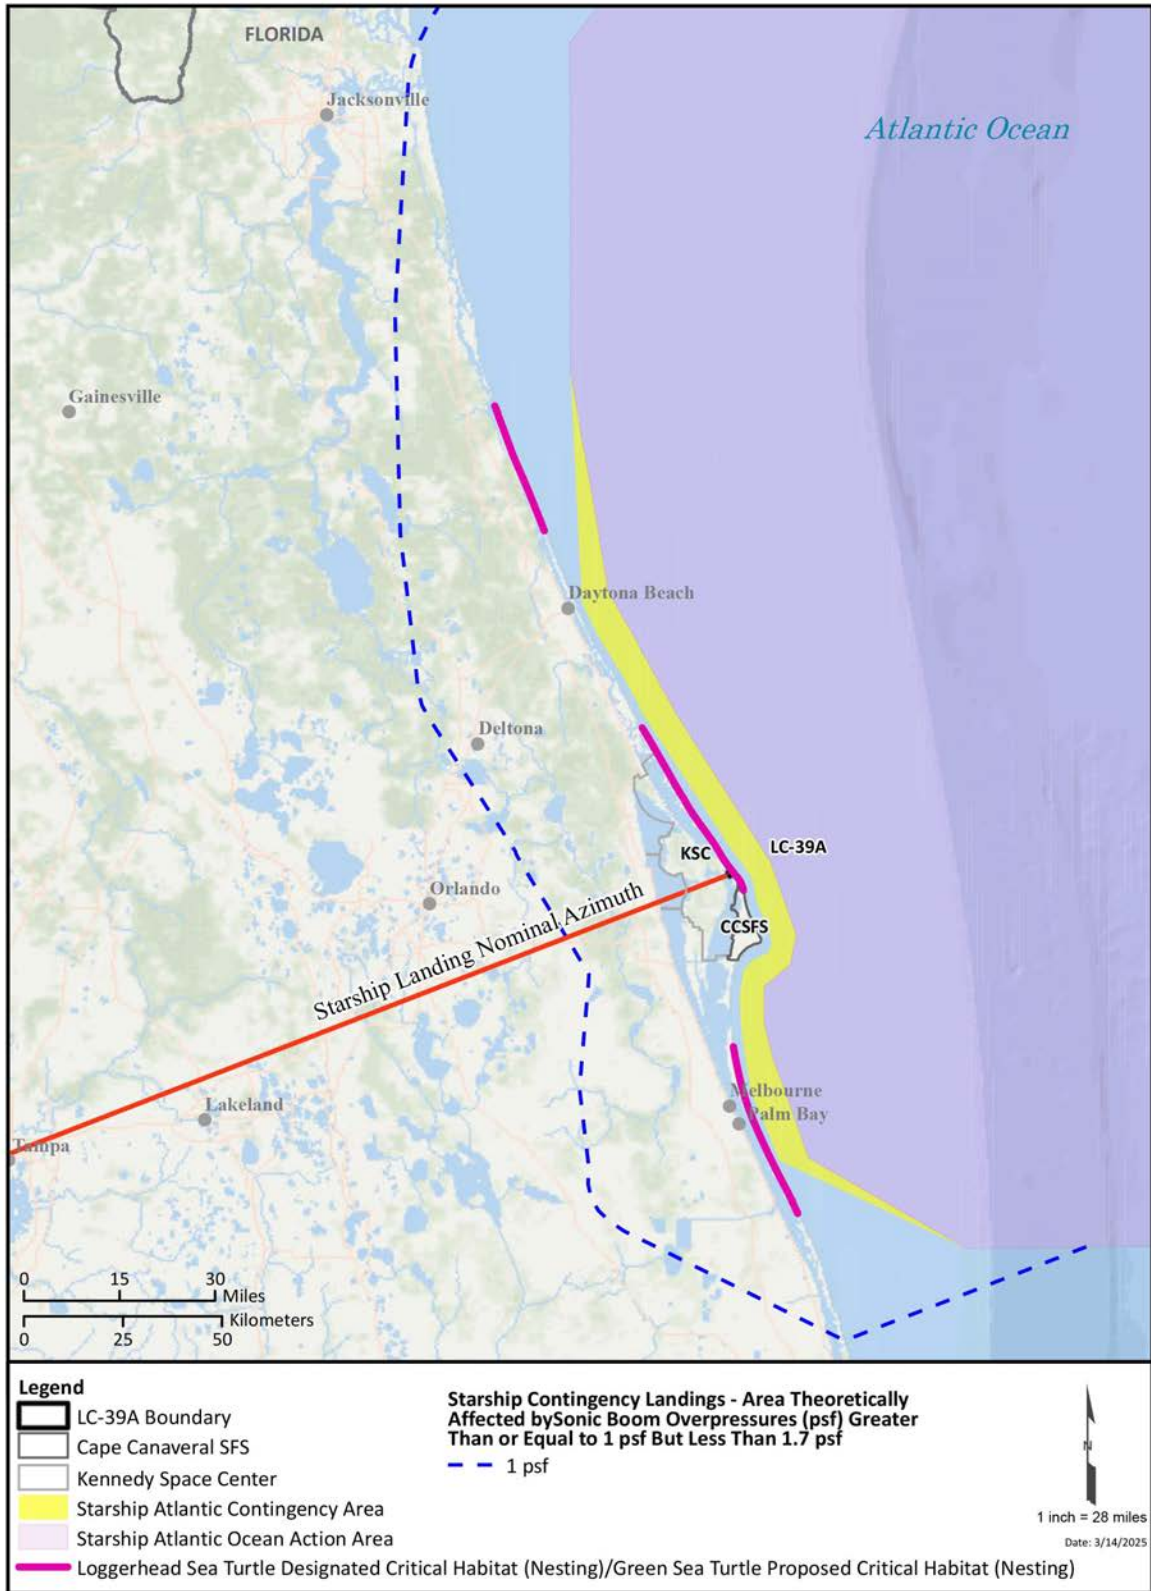 FLORIDA
Jacksonville
Atlantic Ocean
Gainesville
Daytona Beach
Deltona
LC-39A
KSC
Orlando
CCSFS
Starship Landing Nominal Azimuth
Melbourne
Palm Bay
Lakeland
Tampa
0 15 30
Miles
Kilometers
0 25 50
Legend
LC-39A Boundary
Cape Canaveral SFS
Kennedy Space Center
Starship Atlantic Contingency Area
Starship Atlantic Ocean Action Area
Loggerhead Sea Turtle Designated Critical Habitat (Nesting)/Green Sea Turtle Proposed Critical Habitat (Nesting)
Starship Contingency Landings - Area Theoretically
Affected bySonic Boom Overpressures (psf) Greater
Than or Equal to 1 psf But Less Than 1.7 psf
1 psf
N
1 inch = 28 miles
Date: 3/14/2025